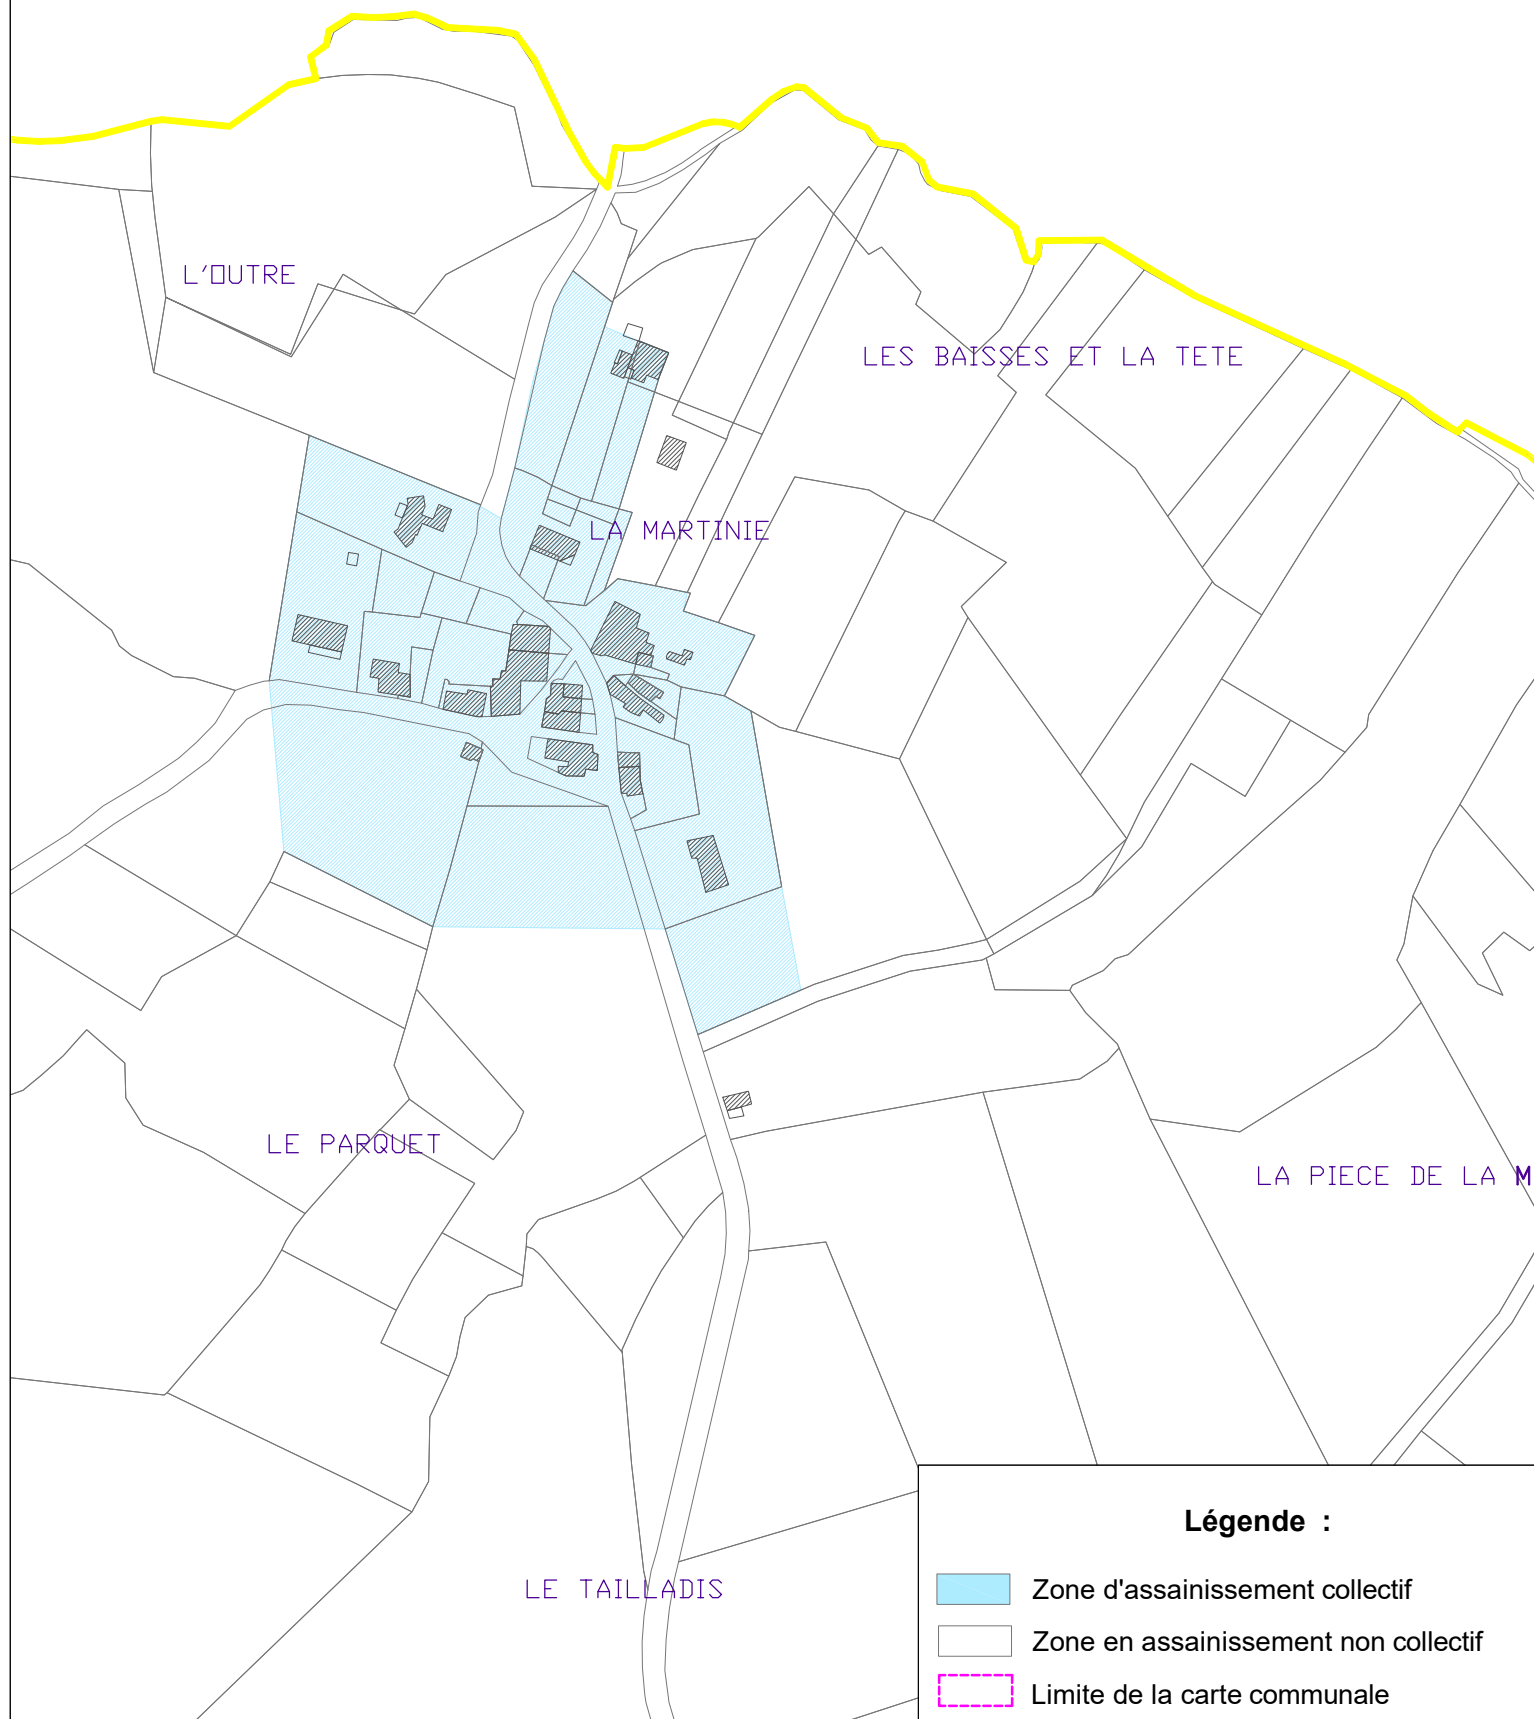 L'OUTRE
LES BAISSES ET LA TETE
LA MARTINIE
LE PARQUET
LA PIECE DE LA M
LE TAILLADIS
Légende :
Zone d'assainissement collectif
Zone en assainissement non collectif
Limite de la carte communale